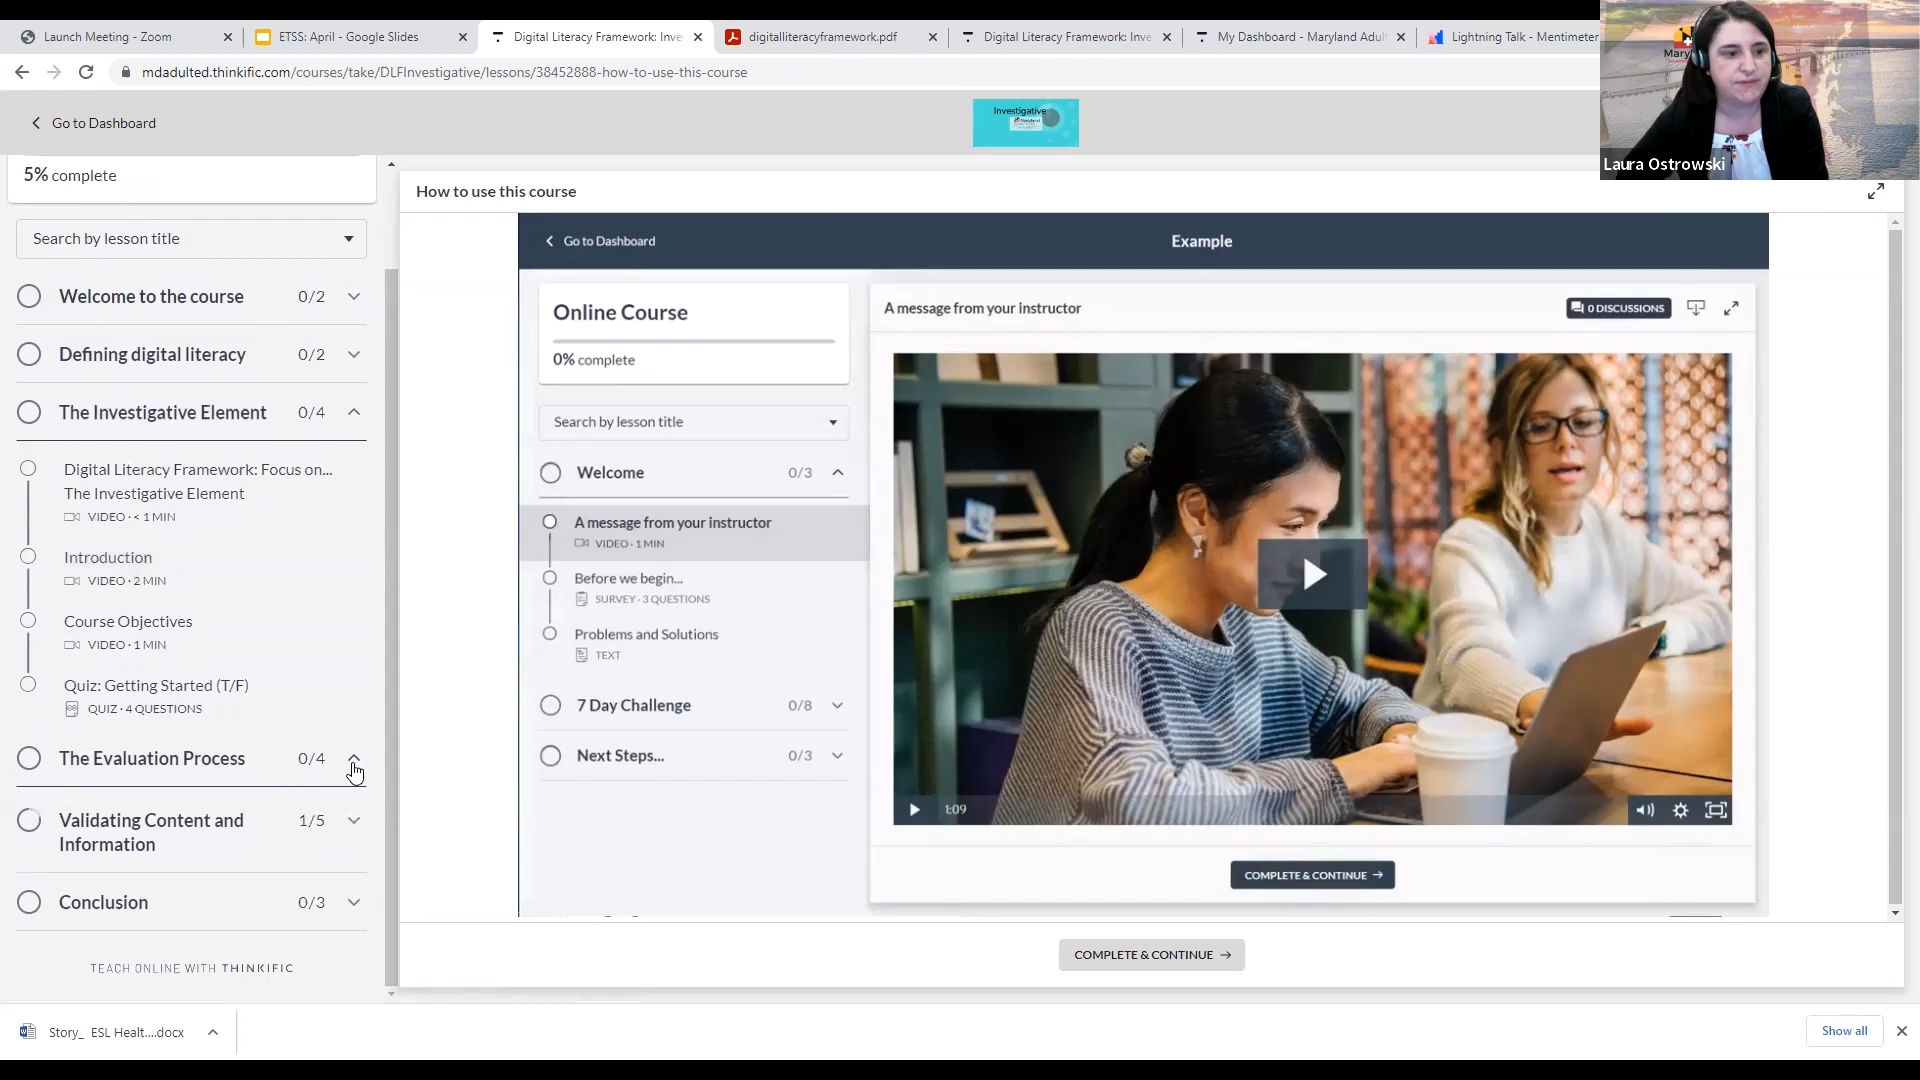 Launch Meeting - Zoom
ETSS: April - Google Slides
Digital Literacy Framework: Inve
digitalliteracyframework.pdf
Digital Literacy Framework: Inve
My Dashboard - Maryland Adul
Lightning Talk - Mentimeter
mdadulted.thinkific.com/courses/take/DLFInvestigative/lessons/38452888-how-to-use-this-course
Go to Dashboard
Investigative
Maryland
Laura Ostrowski
5% complete
Search by lesson title
Welcome to the course 0/2
Defining digital literacy 0/2
The Investigative Element 0/4
Digital Literacy Framework: Focus on...
The Investigative Element
VIDEO · < 1 MIN
Introduction
VIDEO · 2 MIN
Course Objectives
VIDEO · 1 MIN
Quiz: Getting Started (T/F)
QUIZ · 4 QUESTIONS
The Evaluation Process 0/4
Validating Content and
Information 1/5
Conclusion 0/3
TEACH ONLINE WITH THINKIFIC
How to use this course
Go to Dashboard
Example
Online Course
0% complete
Search by lesson title
Welcome 0/3
A message from your instructor
VIDEO · 1 MIN
Before we begin...
SURVEY · 3 QUESTIONS
Problems and Solutions
TEXT
7 Day Challenge 0/8
Next Steps... 0/3
A message from your instructor
0 DISCUSSIONS
1:09
COMPLETE & CONTINUE →
COMPLETE & CONTINUE →
Story_ ESL Healt....docx
Show all